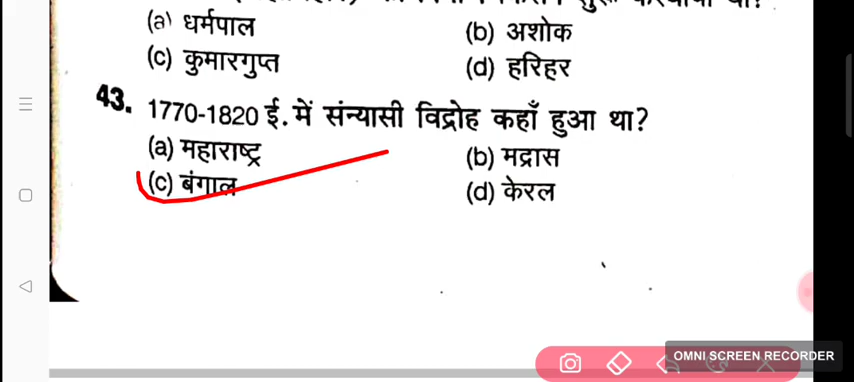 (a) धर्मपाल
(b) अशोक
(c) कुमारगुप्त
(d) हरिहर
43. 1770-1820 ई. में संन्यासी विद्रोह कहाँ हुआ था?
(a) महाराष्ट्र
(b) मद्रास
(c) बंगाल
(d) केरल
OMNI SCREEN RECORDER